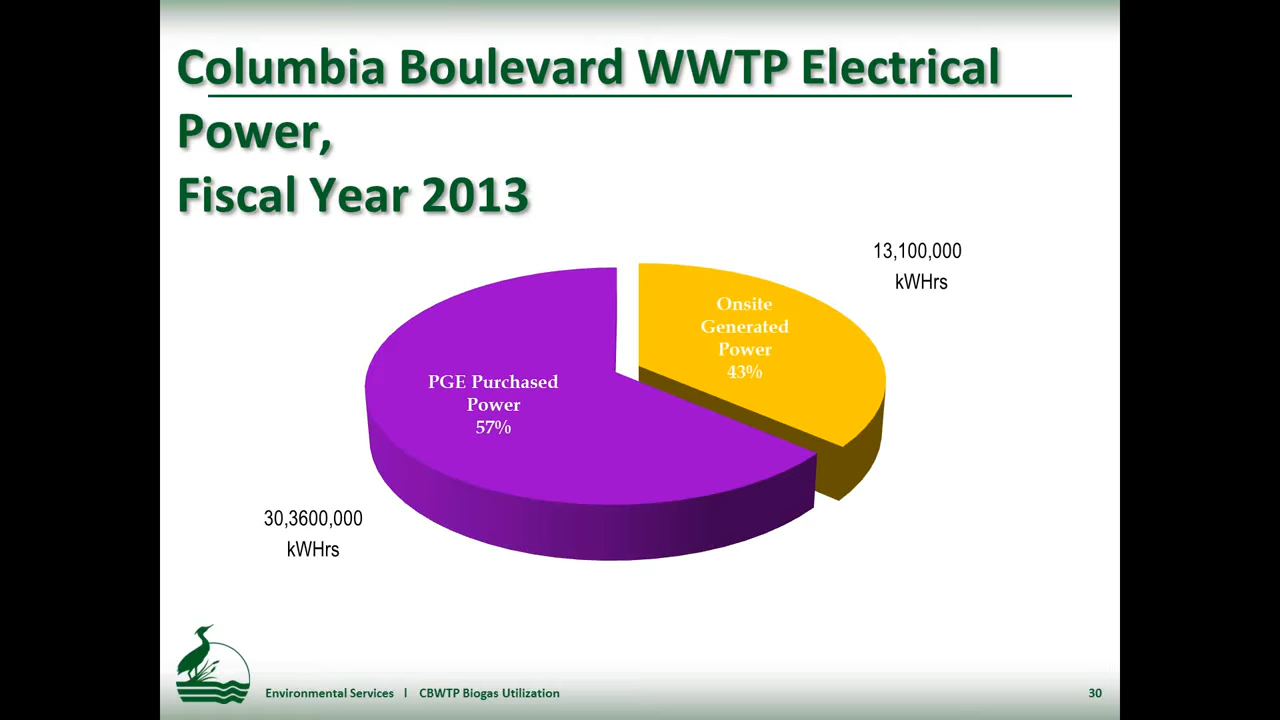 Columbia Boulevard WWTP Electrical
Power,
Fiscal Year 2013
13,100,000
kWHrs
Onsite
Generated
Power
43%
PGE Purchased
Power
57%
30,3600,000
kWHrs
Environmental Services l CBWTP Biogas Utilization
30